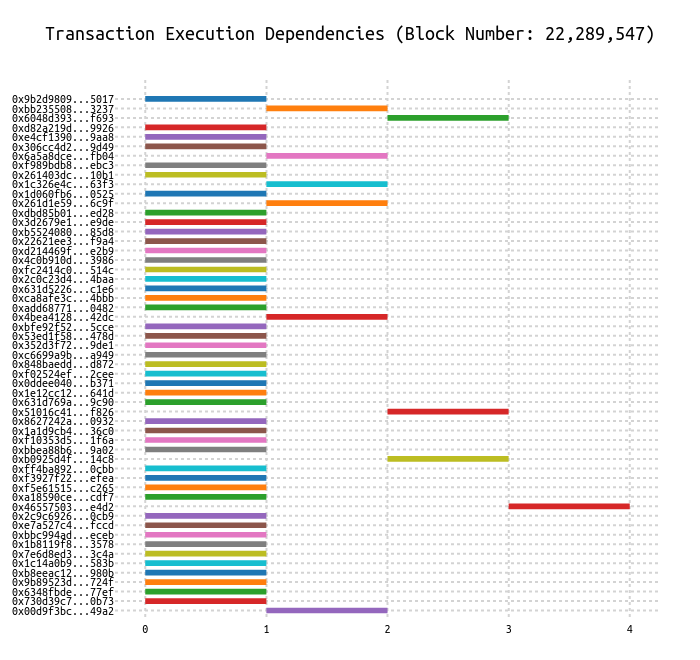 Transaction Execution Dependencies (Block Number: 22,289,547)
0x9b2d9809...5017
0xbb235508...3237
0x6048d393...f693
0xd82a219d...9926
0xe4cf1390...9aa8
0x306cc4d2...9d49
0x6a5a8dce...fb04
0xf989bdb8...ebc3
0x261403dc...10b1
0x1c326e4c...63f3
0x1d060fb6...0525
0x261d1e59...6c9f
0xdbd85b01...ed28
0x3d2679e1...e9de
0xb5524080...85d8
0x22621ee3...f9a4
0xd214469f...e2b9
0x4c0b910d...3986
0xfc2414c0...514c
0x2c0c23d4...4baa
0x631d5226...c1e6
0xca8afe3c...4bbb
0xadd68771...0482
0x4bea4128...42dc
0xbfe92f52...5cce
0x53ed1f58...478d
0x352d3f72...9de1
0xc6699a9b...a949
0x848baedd...d872
0xf02524ef...2cee
0x0ddee040...b371
0x1e12cc12...641d
0x631d769a...9c90
0x51016c41...f826
0x8627242a...0932
0x1a1d9cb4...36c0
0xf10353d5...1f6a
0xbbea88b6...9a02
0xb0925d4f...14c8
0xff4ba892...0cbb
0xf3927f22...efea
0xf5e61515...c265
0xa18590ce...cdf7
0x46557503...e4d2
0x2c9c6926...0cb9
0xe7a527c4...fccd
0xbbc994ad...eceb
0x1b8119f8...3578
0x7e6d8ed3...3c4a
0x1c14a0b9...583b
0xb8eeac12...980b
0x9b89523d...724f
0x6348fbde...77ef
0x730d39c7...0b73
0x00d9f3bc...49a2
0 1 2 3 4